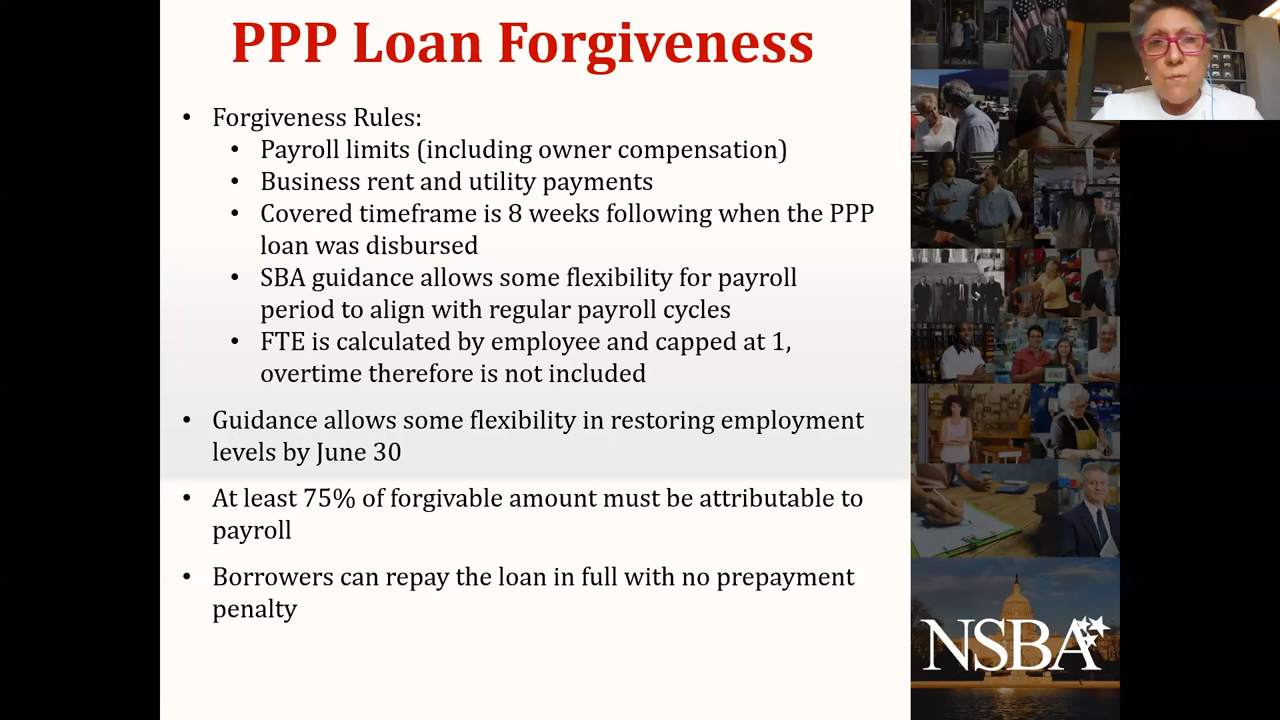 PPP Loan Forgiveness
• Forgiveness Rules:
• Payroll limits (including owner compensation)
• Business rent and utility payments
• Covered timeframe is 8 weeks following when the PPP
loan was disbursed
• SBA guidance allows some flexibility for payroll
period to align with regular payroll cycles
• FTE is calculated by employee and capped at 1,
overtime therefore is not included
• Guidance allows some flexibility in restoring employment
levels by June 30
• At least 75% of forgivable amount must be attributable to
payroll
• Borrowers can repay the loan in full with no prepayment
penalty
NSBA